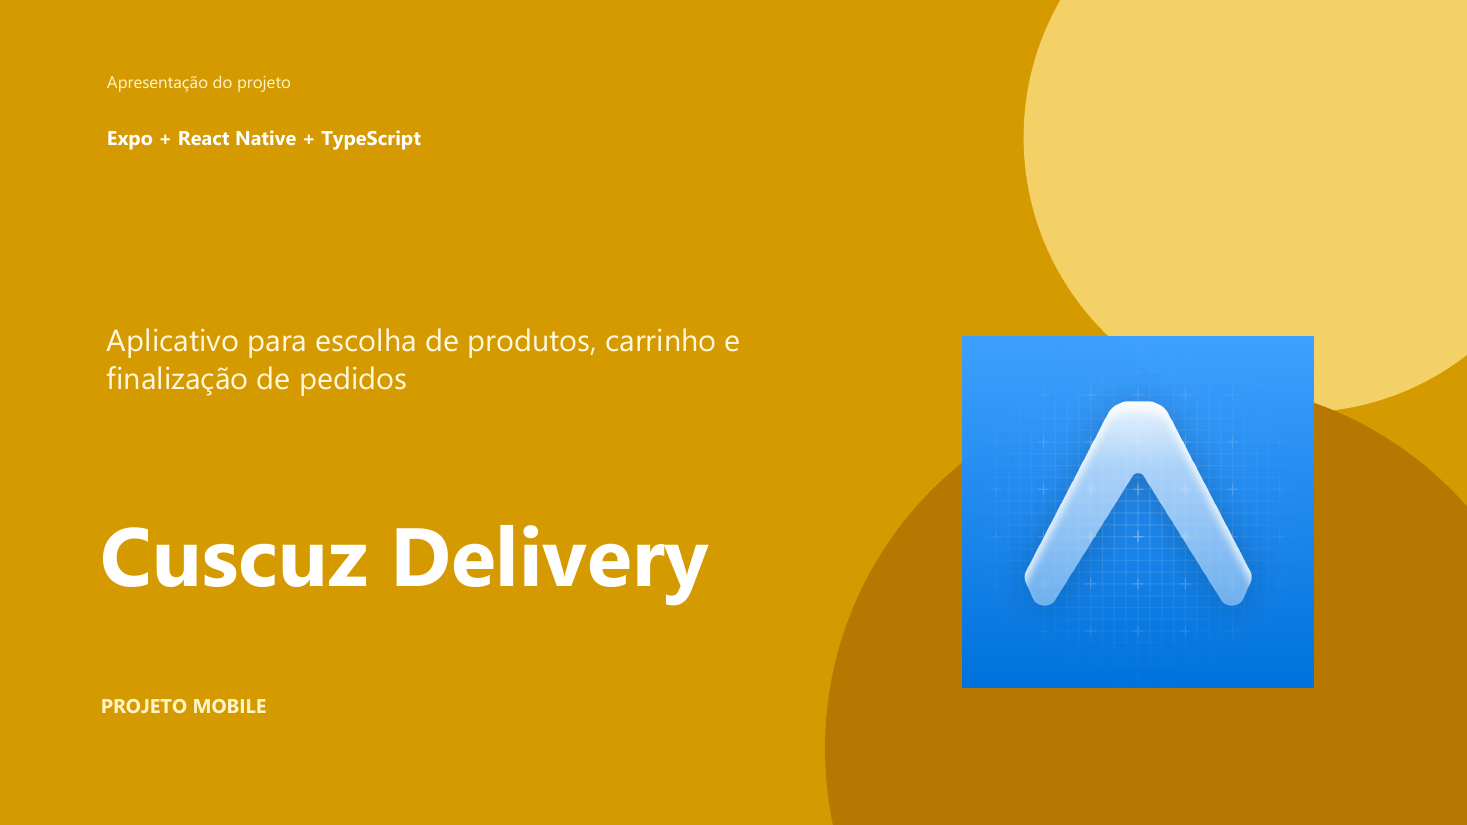 Apresentação do projeto
Expo + React Native + TypeScript
Aplicativo para escolha de produtos, carrinho e
finalização de pedidos
Cuscuz Delivery
PROJETO MOBILE